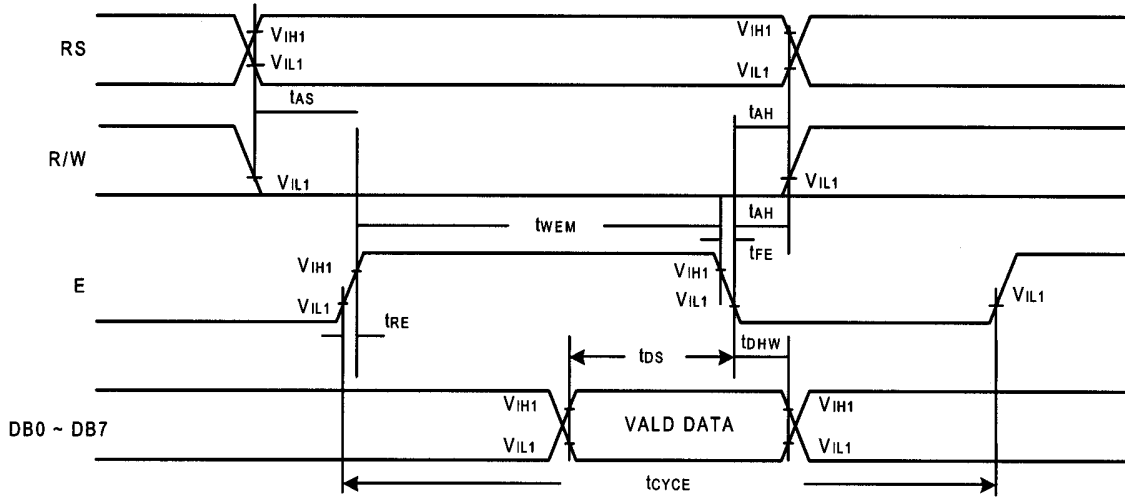 RS
VIH1
VIL1
VIH1
VIL1
tAS
tAH
R/W
VIL1
VIL1
tWEM
tAH
tFE
E
VIH1
VIL1
VIH1
VIL1
VIL1
tRE
tDS
tDHW
DB0 ~ DB7
VIH1
VIL1
VALD DATA
VIH1
VIL1
tCYCE